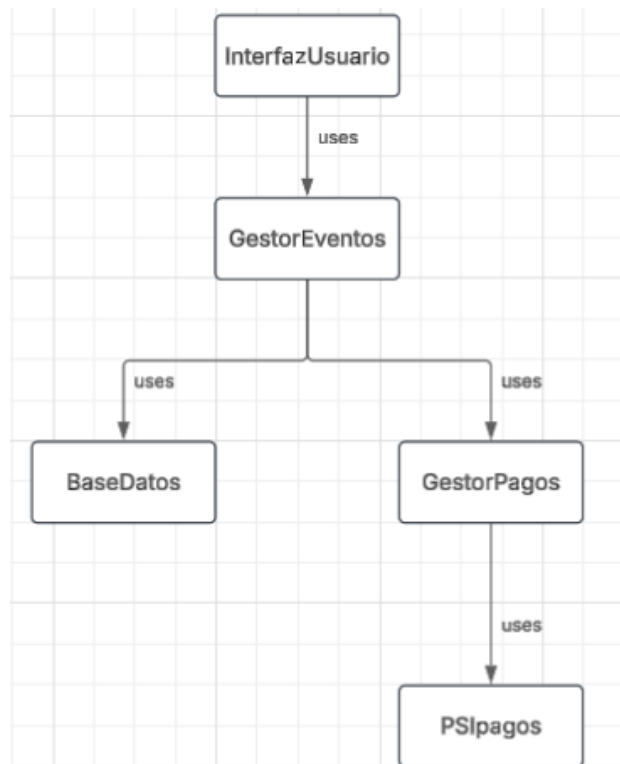 InterfazUsuario
uses
GestorEventos
uses
uses
BaseDatos
GestorPagos
uses
PSIpagos